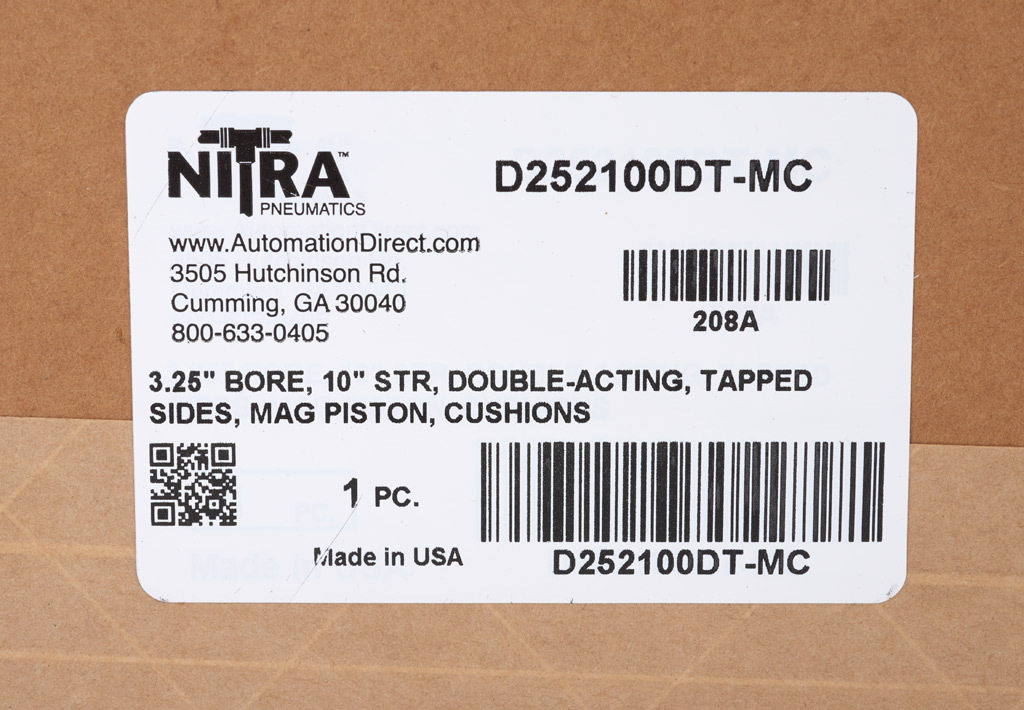 NITRA™
PNEUMATICS
D252100DT-MC
www.AutomationDirect.com
3505 Hutchinson Rd.
Cumming, GA 30040
800-633-0405
208A
3.25" BORE, 10" STR, DOUBLE-ACTING, TAPPED
SIDES, MAG PISTON, CUSHIONS
1 PC.
Made in USA
D252100DT-MC